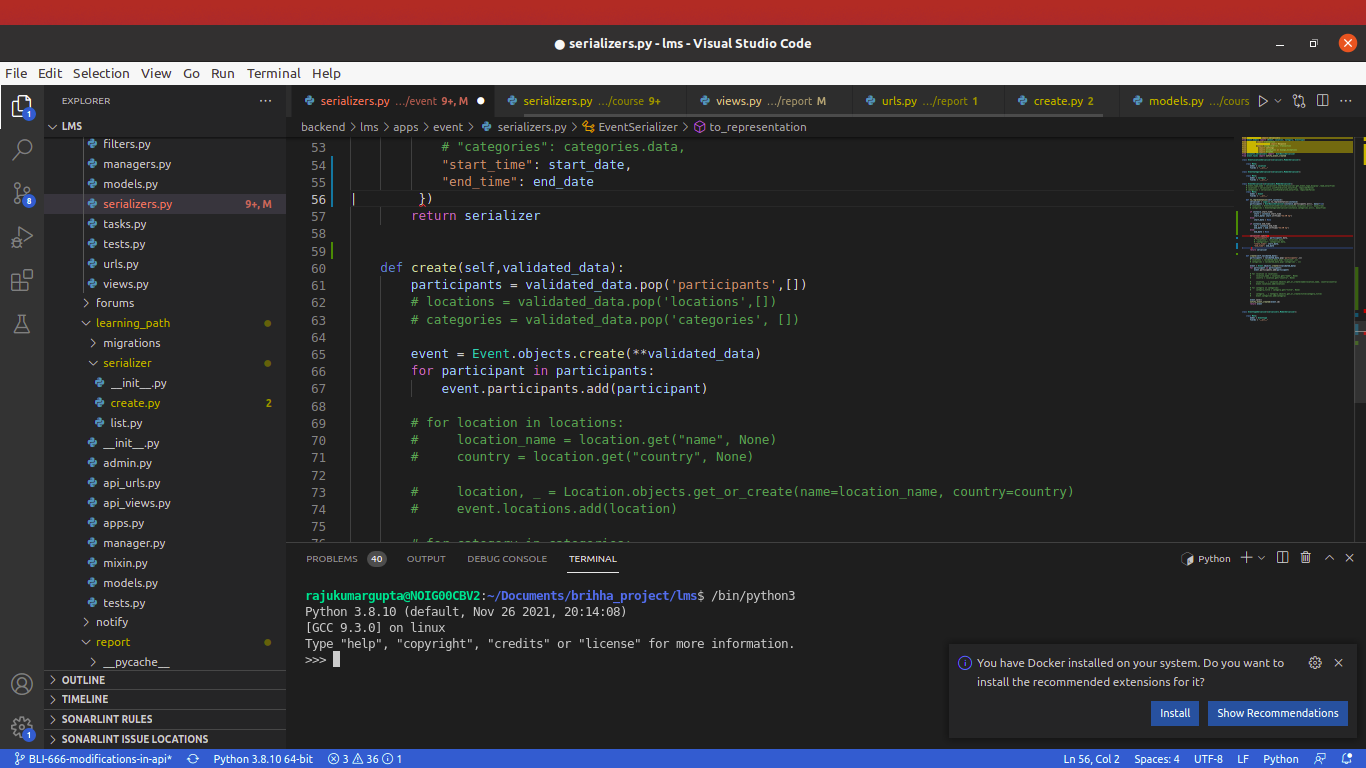 serializers.py - lms - Visual Studio Code
File Edit Selection View Go Run Terminal Help
EXPLORER
serializers.py .../event 9+, M
serializers.py .../course 9+
views.py .../report M
urls.py .../report 1
create.py 2
models.py .../cours
LMS
filters.py
managers.py
models.py
serializers.py 9+, M
tasks.py
tests.py
urls.py
views.py
forums
learning_path
migrations
serializer
__init__.py
create.py 2
list.py
__init__.py
admin.py
api_urls.py
api_views.py
apps.py
manager.py
mixin.py
models.py
tests.py
notify
report
__pycache__
OUTLINE
TIMELINE
SONARLINT RULES
SONARLINT ISSUE LOCATIONS
1
8
1
backend > lms > apps > event > serializers.py > EventSerializer > to_representation
53 # "categories": categories.data,
54 "start_time": start_date,
55 "end_time": end_date
56 })
57 return serializer
58
59
60 def create(self,validated_data):
61 participants = validated_data.pop('participants',[])
62 # locations = validated_data.pop('locations',[])
63 # categories = validated_data.pop('categories', [])
64
65 event = Event.objects.create(**validated_data)
66 for participant in participants:
67 event.participants.add(participant)
68
69 # for location in locations:
70 # location_name = location.get("name", None)
71 # country = location.get("country", None)
72
73 # location, _ = Location.objects.get_or_create(name=location_name, country=country)
74 # event.locations.add(location)
75
76 # for category in categories:
PROBLEMS 40 OUTPUT DEBUG CONSOLE TERMINAL
Python
rajukumargupta@NOIG00CBV2:~/Documents/brihha_project/lms$ /bin/python3
Python 3.8.10 (default, Nov 26 2021, 20:14:08)
[GCC 9.3.0] on linux
Type "help", "copyright", "credits" or "license" for more information.
>>>
You have Docker installed on your system. Do you want to
install the recommended extensions for it?
Install Show Recommendations
BLI-666-modifications-in-api* Python 3.8.10 64-bit 3 36 1 Ln 56, Col 2 Spaces: 4 UTF-8 LF Python